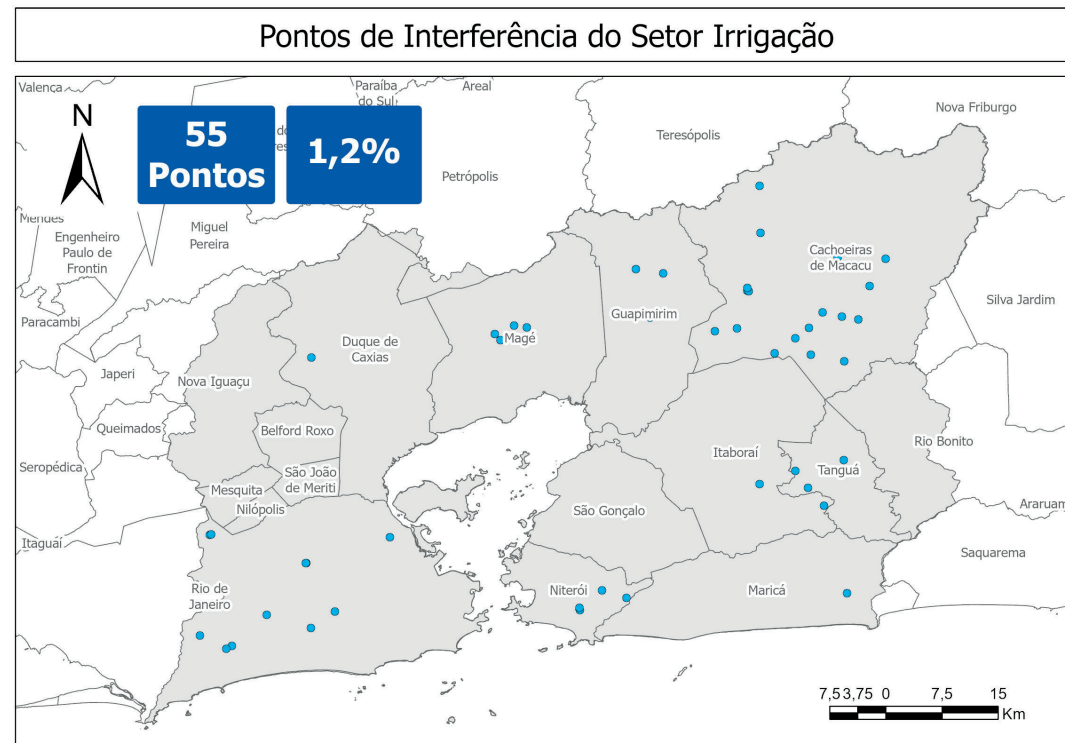 Pontos de Interferência do Setor Irrigação
Valença
Paraíba
do Sul
Areal
Nova Friburgo
N
55
Pontos
1,2%
Teresópolis
Petrópolis
Mendes
Miguel
Pereira
Engenheiro
Paulo de
Frontin
Cachoeiras
de Macacu
Silva Jardim
Guapimirim
Paracambi
Magé
Duque de
Caxias
Japeri
Nova Iguaçu
Queimados
Belford Roxo
Rio Bonito
Itaboraí
Seropédica
São João
de Meriti
Tanguá
Mesquita
Nilópolis
São Gonçalo
Araruam
Itaguaí
Saquarema
Rio de
Janeiro
Niterói
Maricá
7,5 3,75 0 7,5 15
Km